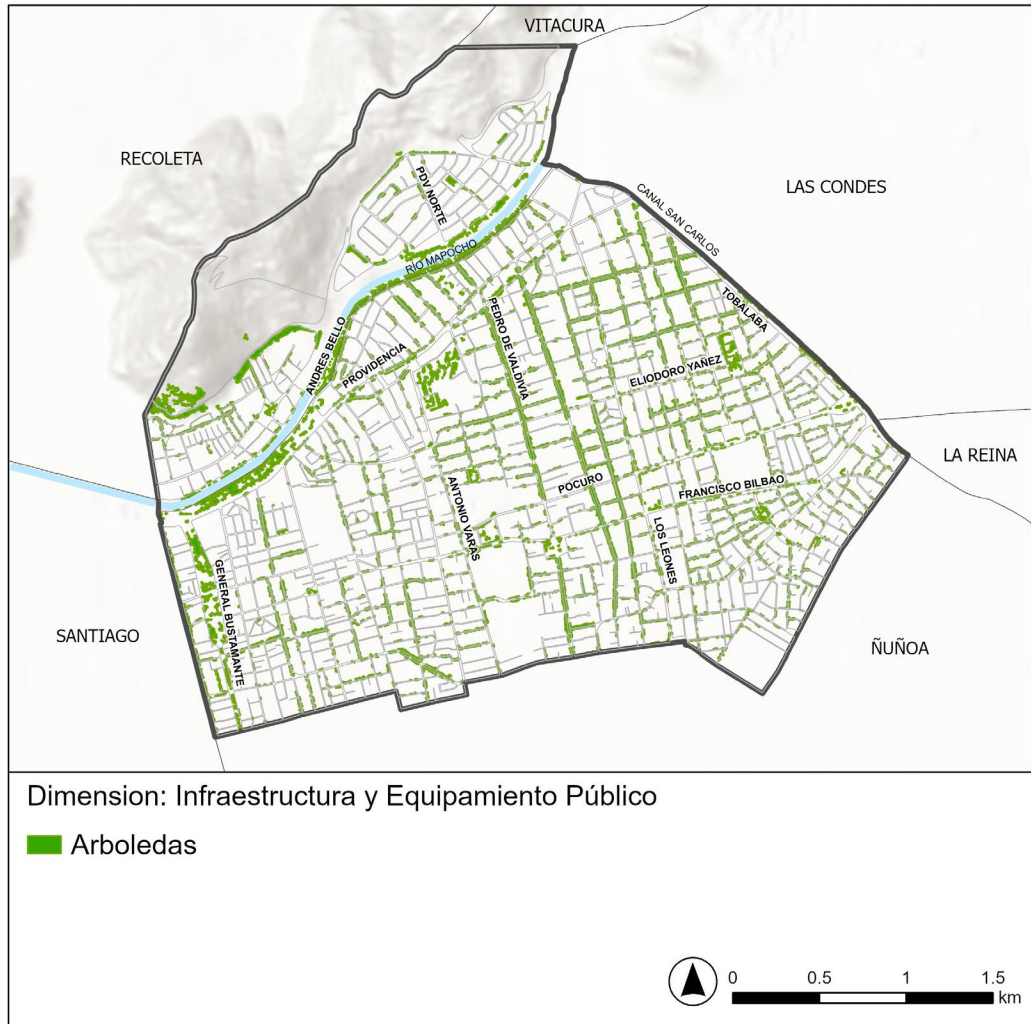 VITACURA
RECOLETA
LAS CONDES
PDV NORTE
CANAL SAN CARLOS
RÍO MAPOCHO
TOBALABA
ANDRES BELLO
PEDRO DE VALDIVIA
PROVIDENCIA
ELIODORO YAÑEZ
LA REINA
POCURO
FRANCISCO BILBAO
ANTONIO VARAS
LOS LEONES
GENERAL BUSTAMANTE
SANTIAGO
ÑUÑOA
Dimension: Infraestructura y Equipamiento Público
Arboledas
0 0.5 1 1.5
km